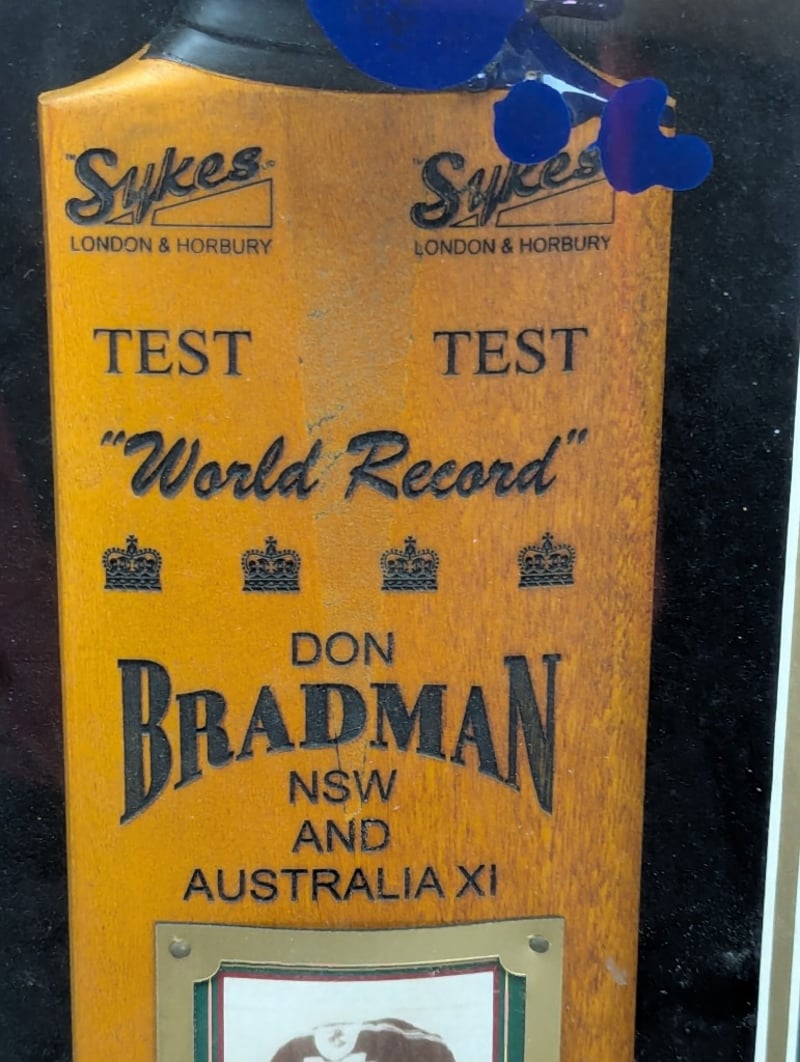 Sykes Sykes
LONDON & HORBURY LONDON & HORBURY
TEST TEST
"World Record"
DON
BRADMAN
NSW
AND
AUSTRALIA XI